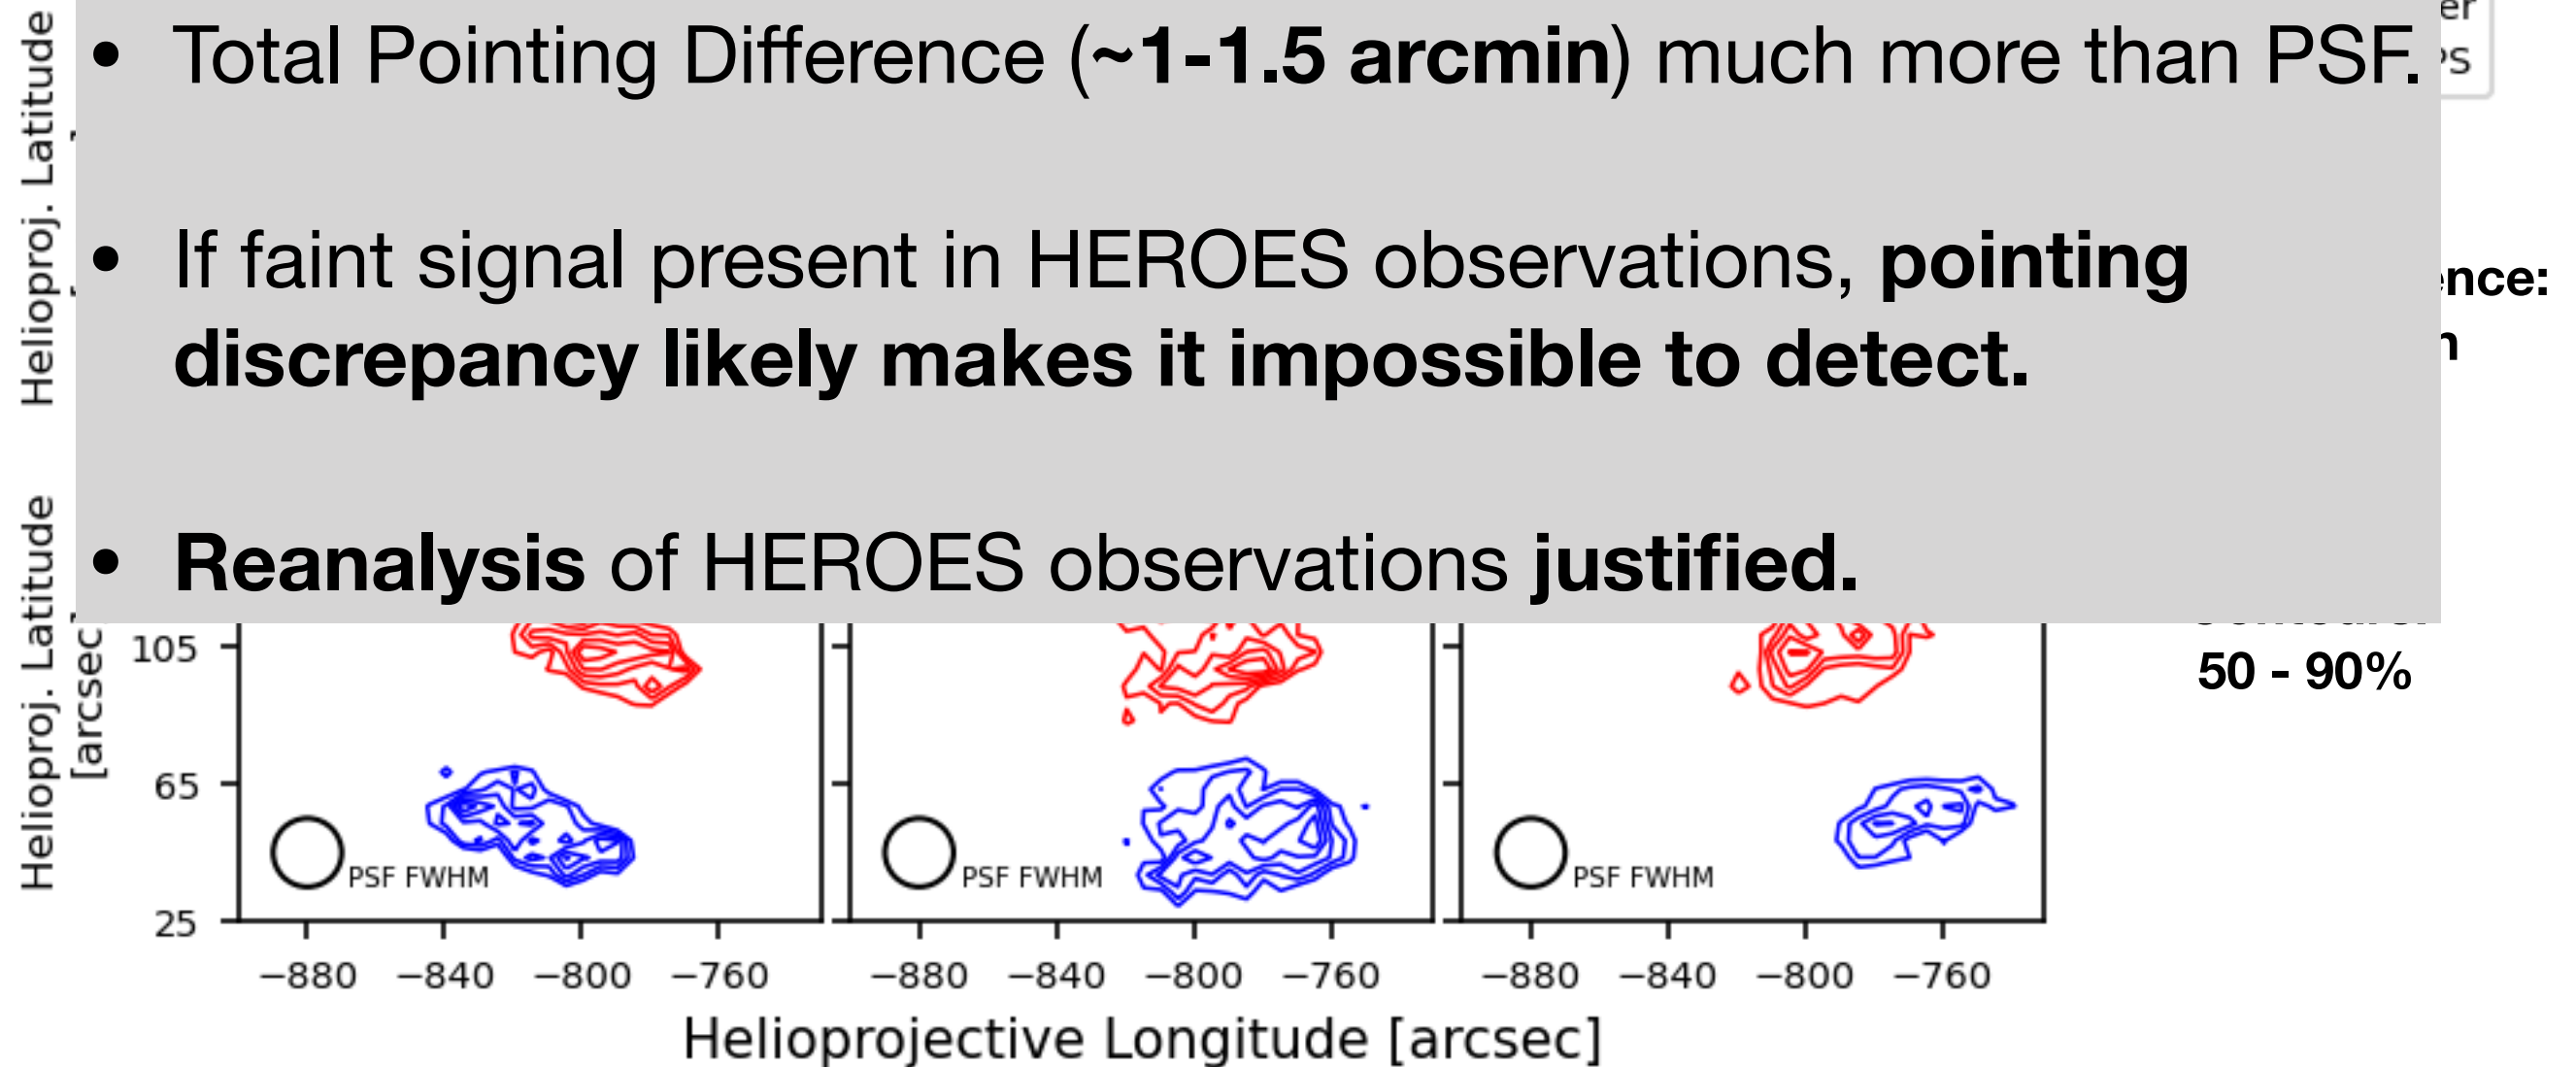 • Total Pointing Difference (~1-1.5 arcmin) much more than PSF.
• If faint signal present in HEROES observations, pointing
discrepancy likely makes it impossible to detect.
• Reanalysis of HEROES observations justified.
Helioproj. Latitude
Helioproj. Latitude
Helioproj. Latitude
[arcsec
105
65
25
PSF FWHM
PSF FWHM
PSF FWHM
50 - 90%
−880 −840 −800 −760 −880 −840 −800 −760 −880 −840 −800 −760
Helioprojective Longitude [arcsec]